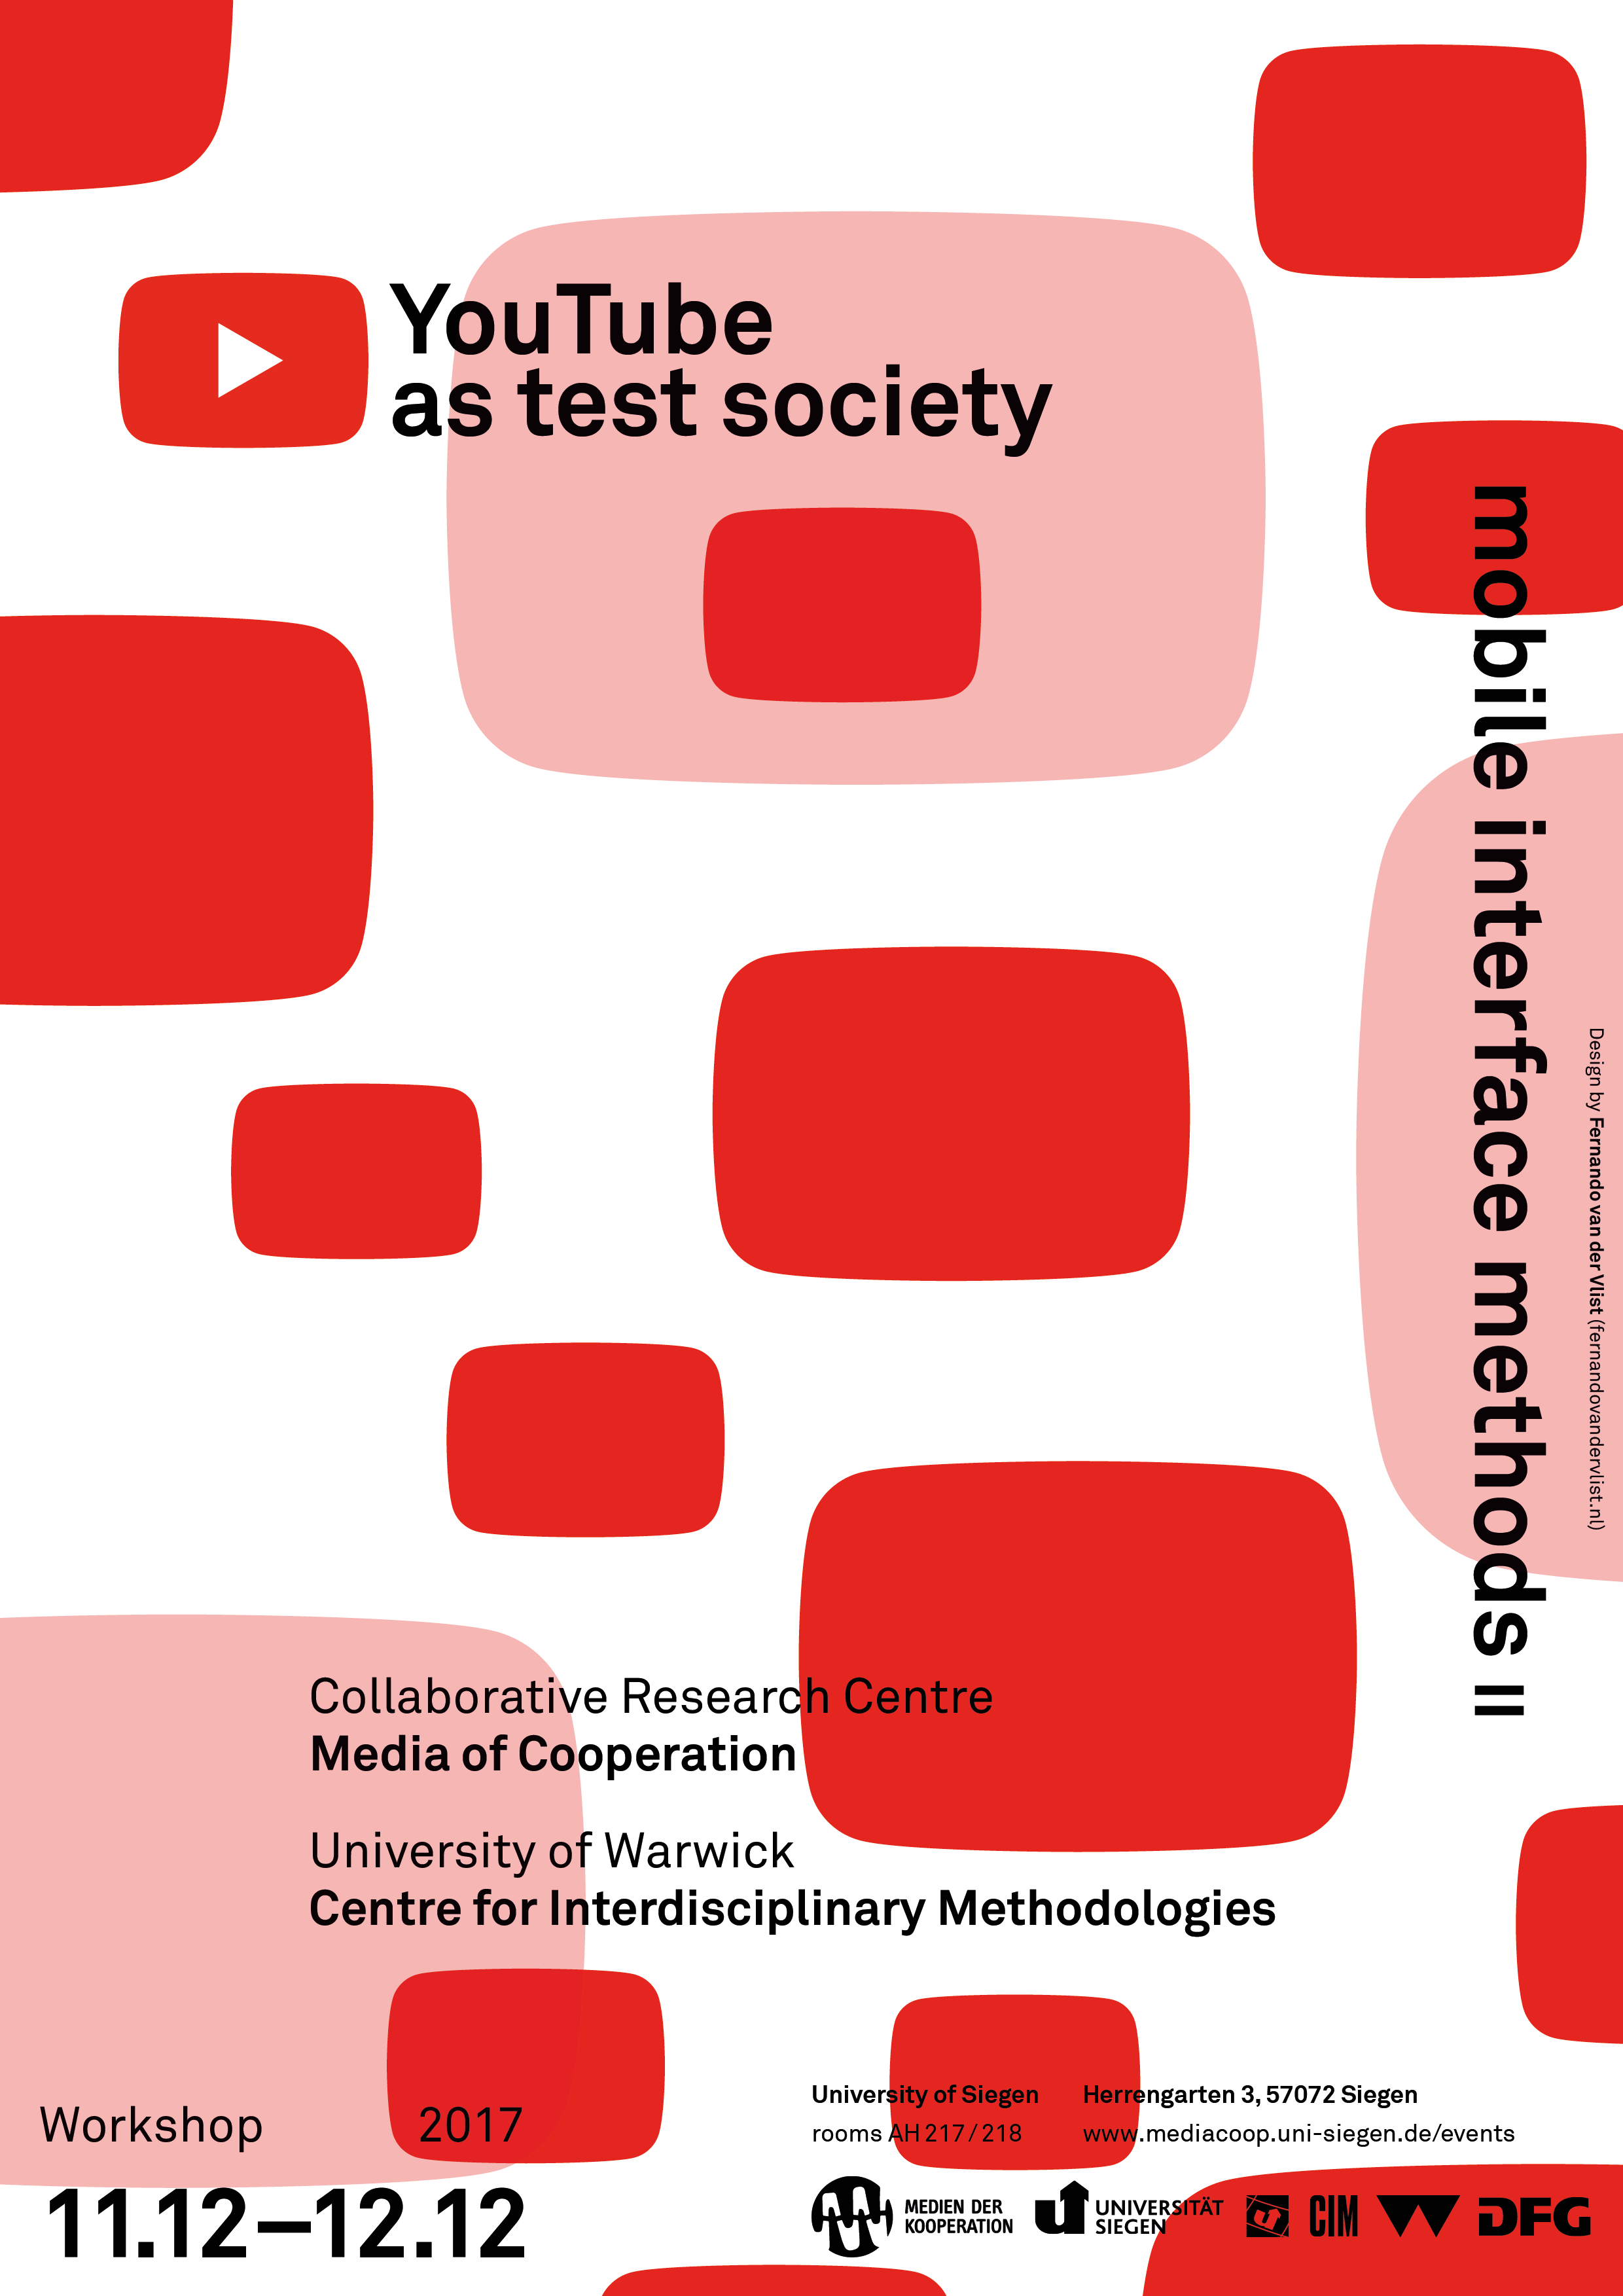 YouTube
as test society
mobile interface methods II
Design by Fernando van der Vlist (fernandovandervlist.nl)
Collaborative Research Centre
Media of Cooperation
University of Warwick
Centre for Interdisciplinary Methodologies
Workshop 2017
11.12–12.12
University of Siegen Herrengarten 3, 57072 Siegen
rooms AH 217/218 www.mediacoop.uni-siegen.de/events
MEDIEN DER
KOOPERATION
UNIVERSITÄT
SIEGEN
CIM
DFG